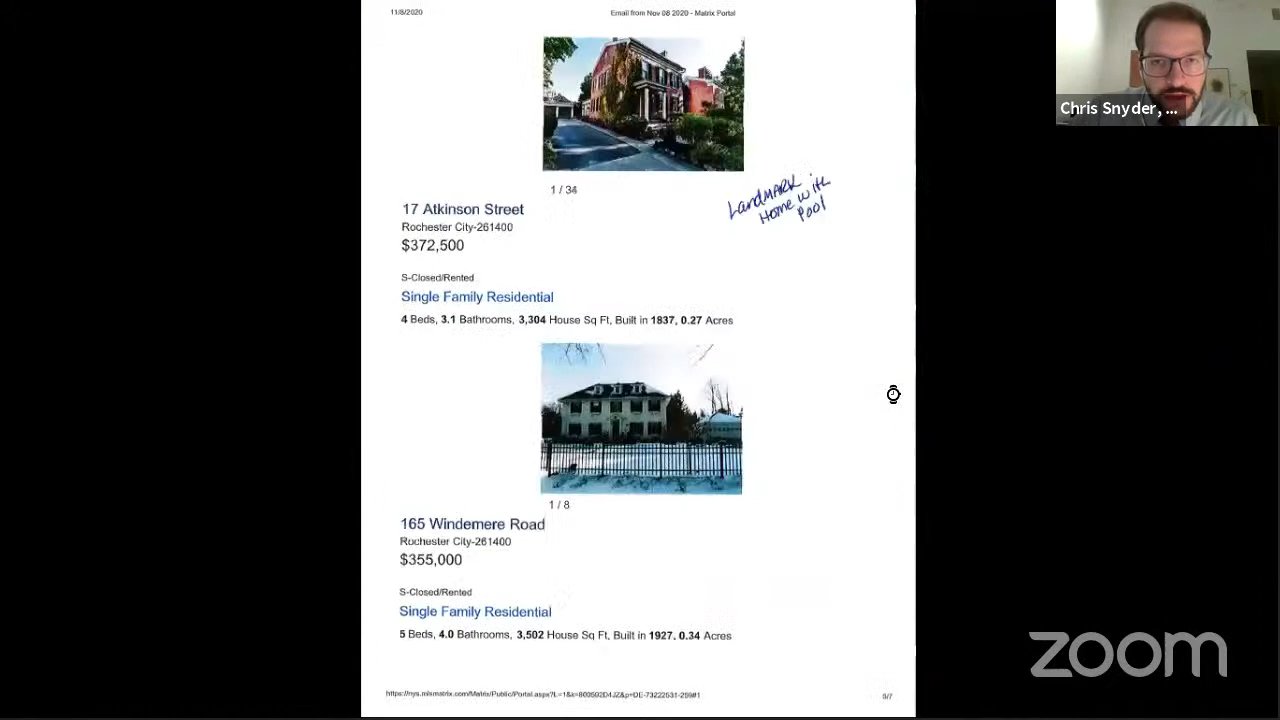 11/8/2020
Email from Nov 08 2020 - Matrix Portal
1 / 34
17 Atkinson Street
Rochester City-261400
$372,500
LandMARK
Home with
Pool
S-Closed/Rented
Single Family Residential
4 Beds, 3.1 Bathrooms, 3,304 House Sq Ft, Built in 1837, 0.27 Acres
1 / 8
165 Windemere Road
Rochester City-261400
$355,000
S-Closed/Rented
Single Family Residential
5 Beds, 4.0 Bathrooms, 3,502 House Sq Ft, Built in 1927, 0.34 Acres
Chris Snyder, ...
zoom